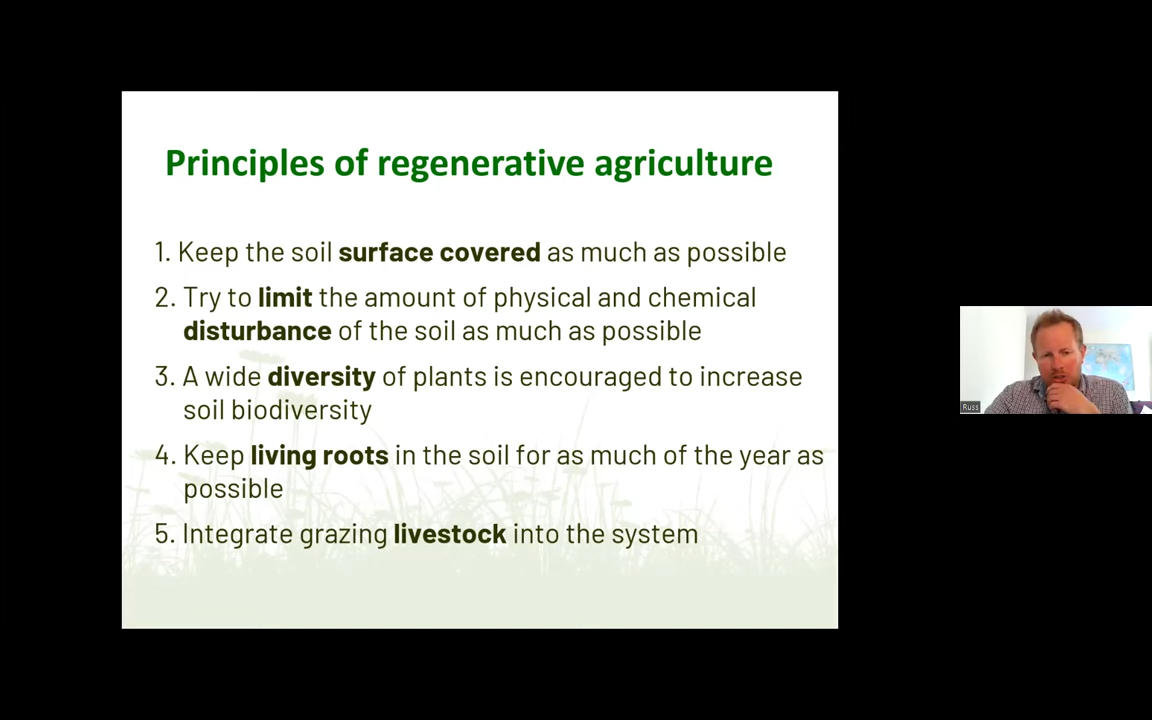 Principles of regenerative agriculture
1. Keep the soil surface covered as much as possible
2. Try to limit the amount of physical and chemical
disturbance of the soil as much as possible
3. A wide diversity of plants is encouraged to increase
soil biodiversity
4. Keep living roots in the soil for as much of the year as
possible
5. Integrate grazing livestock into the system
Russ